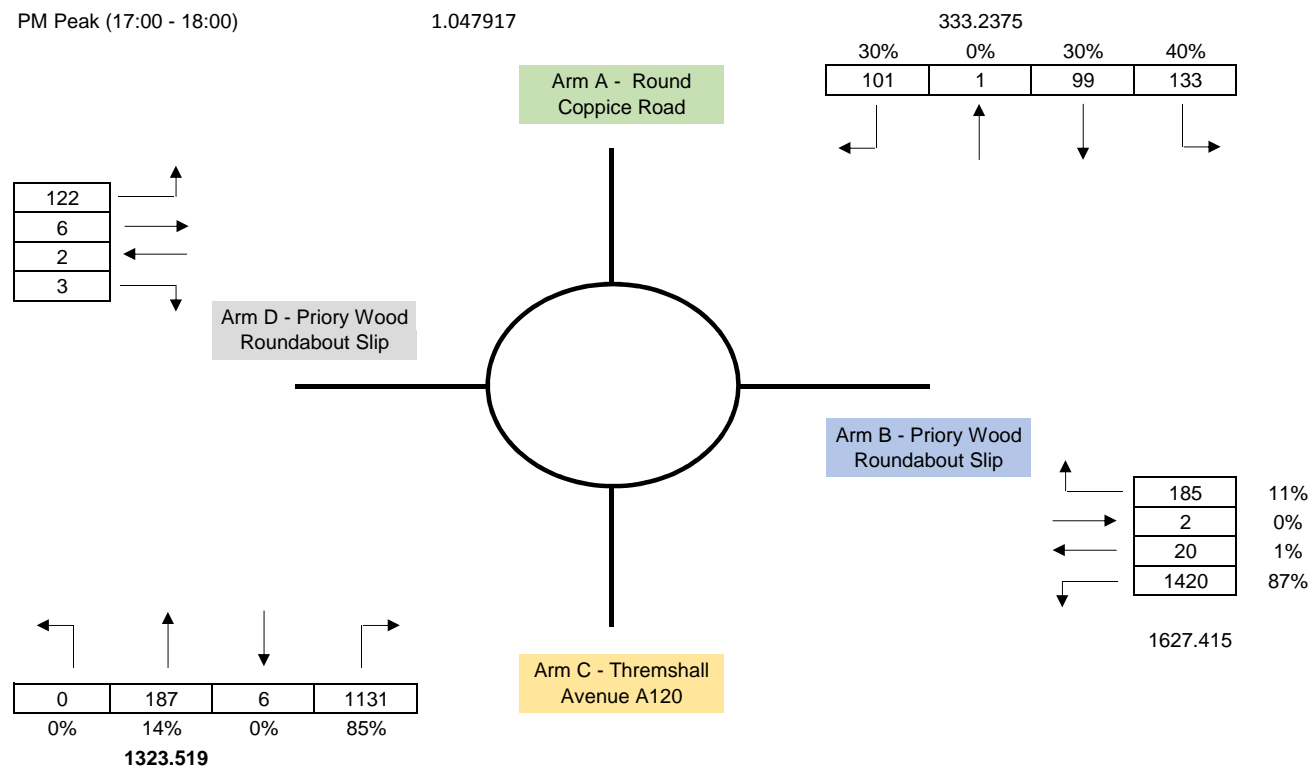 PM Peak (17:00 - 18:00) 1.047917 333.2375
30% 0% 30% 40%
101 1 99 133
Arm A - Round
Coppice Road
122
6
2
3
Arm D - Priory Wood
Roundabout Slip
Arm B - Priory Wood
Roundabout Slip
185 11%
2 0%
20 1%
1420 87%
1627.415
Arm C - Thremshall
Avenue A120
0 187 6 1131
0% 14% 0% 85%
1323.519